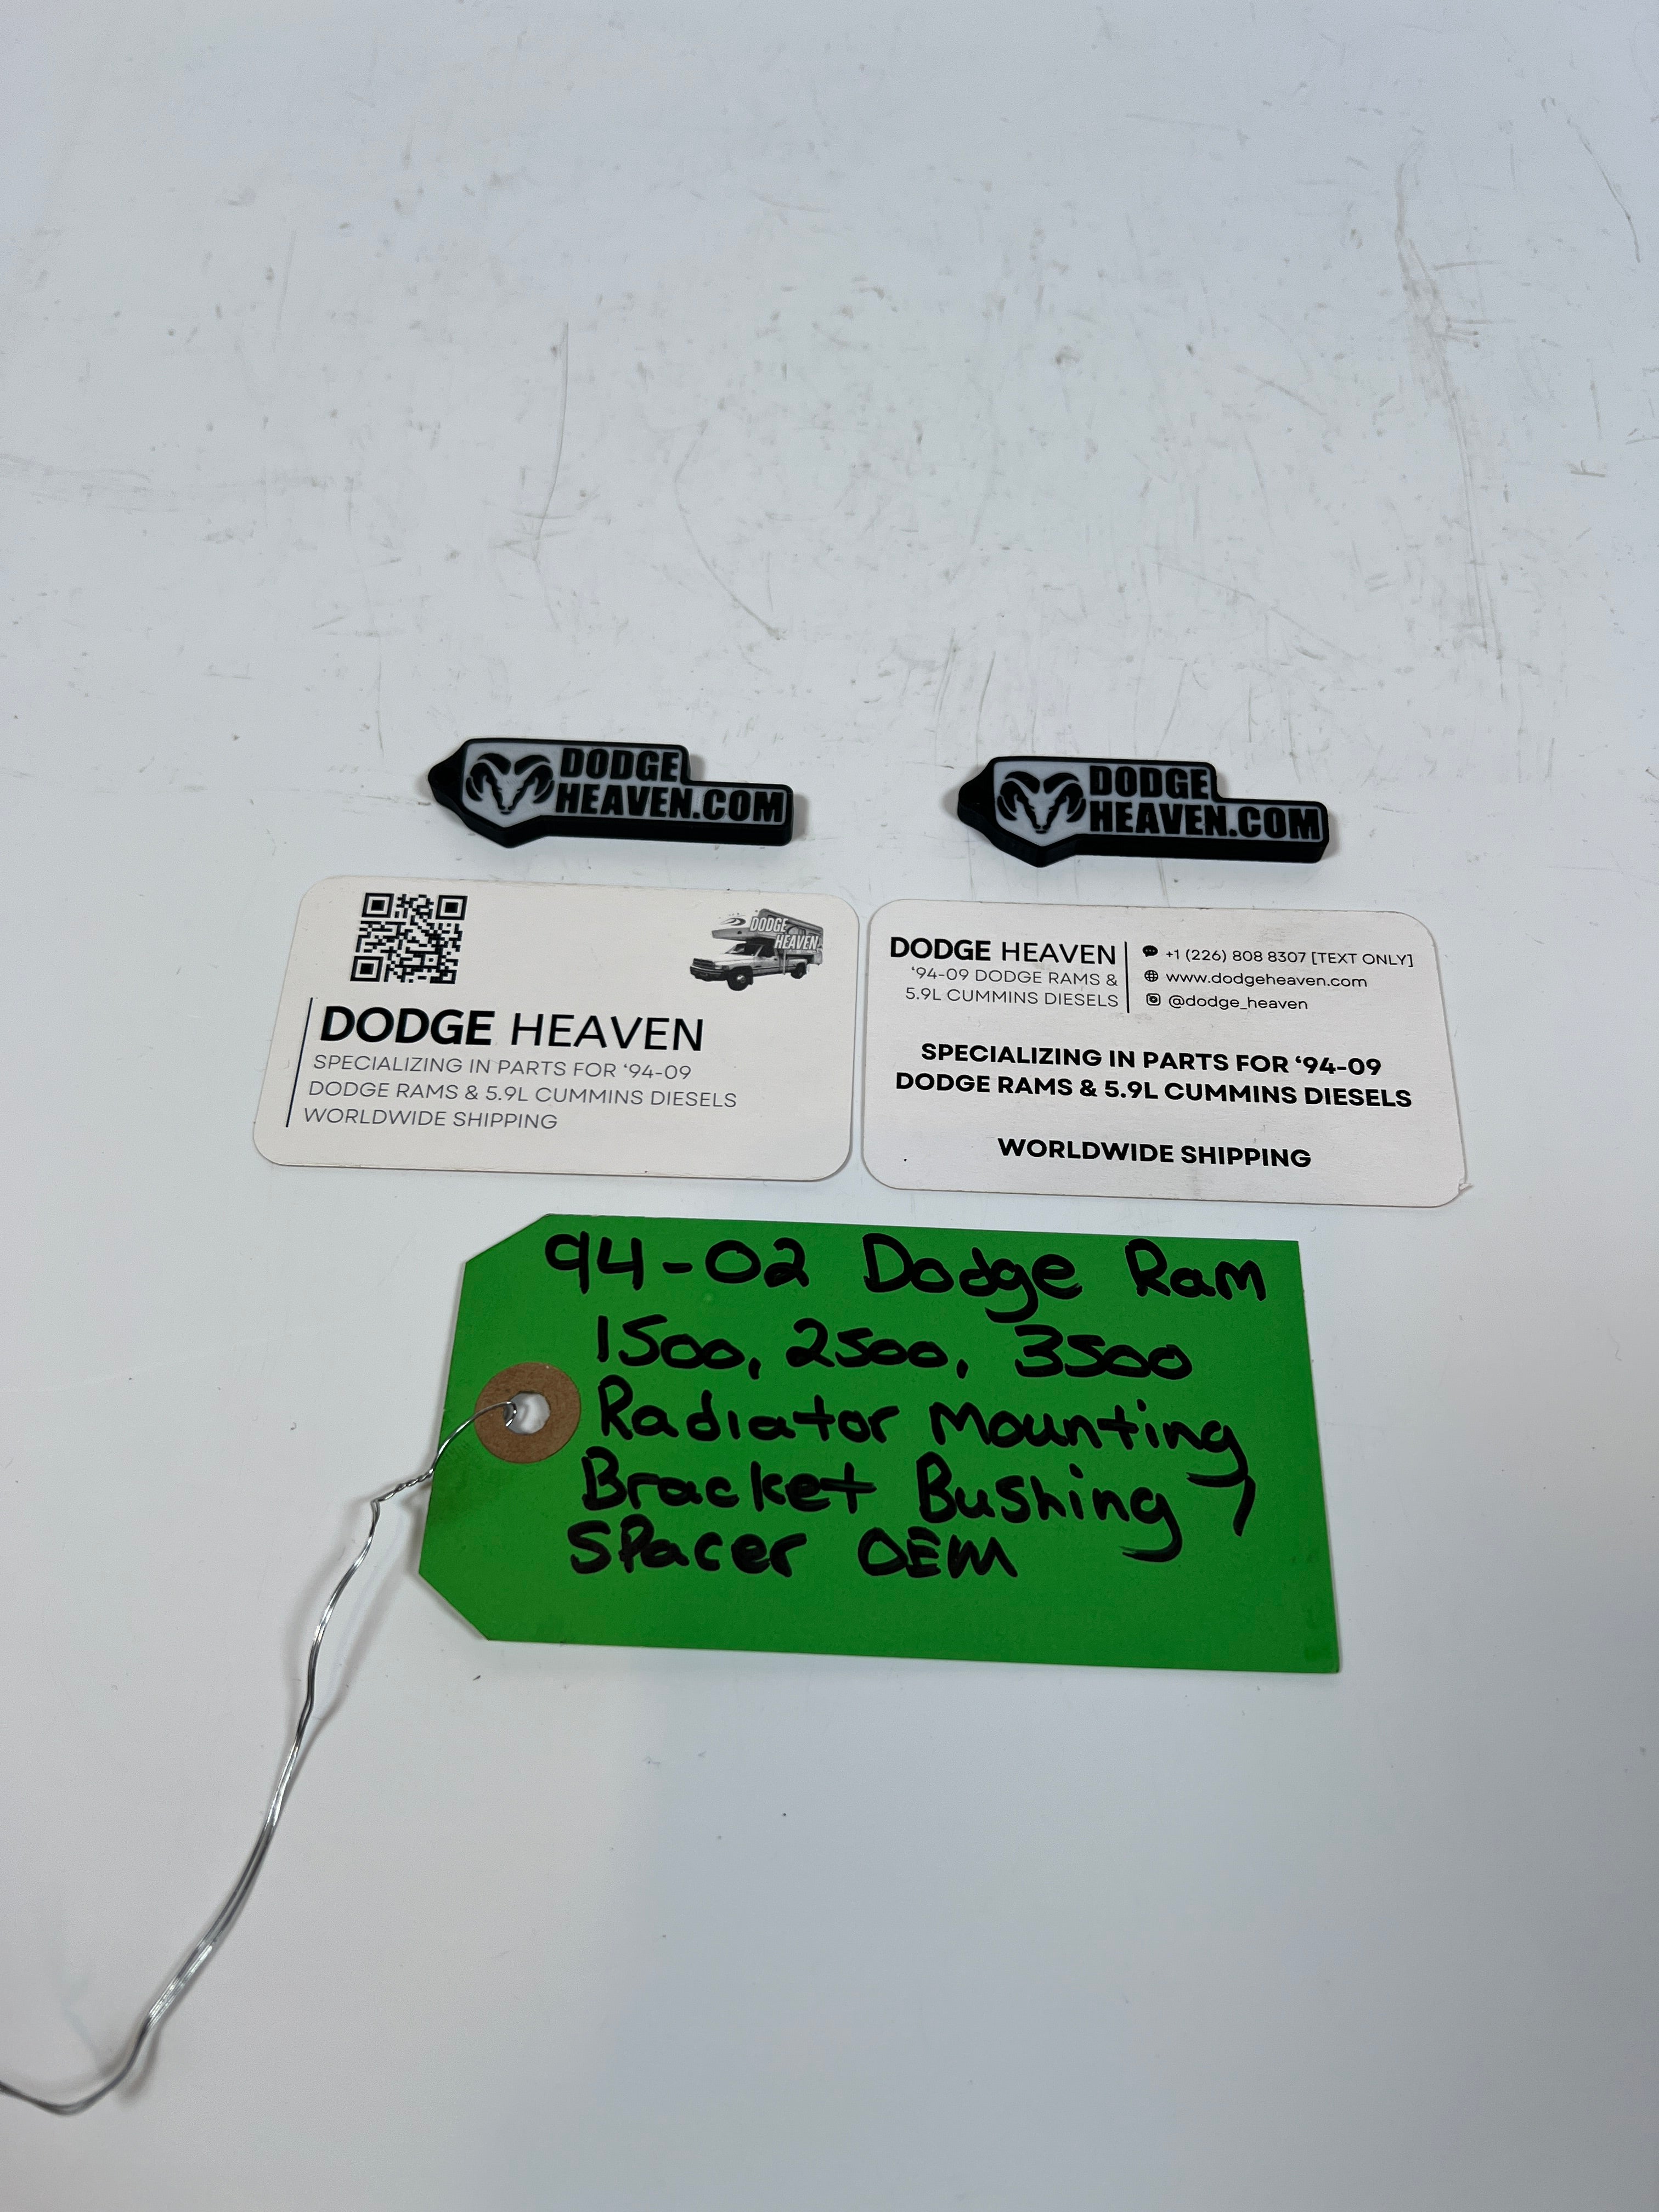 DODGE
HEAVEN.COM
DODGE
HEAVEN.COM
DODGE
HEAVEN
DODGE HEAVEN
SPECIALIZING IN PARTS FOR ‘94-09
DODGE RAMS & 5.9L CUMMINS DIESELS
WORLDWIDE SHIPPING
DODGE HEAVEN
‘94-09 DODGE RAMS &
5.9L CUMMINS DIESELS
+1 (226) 808 8307 [TEXT ONLY]
www.dodgeheaven.com
@dodge_heaven
SPECIALIZING IN PARTS FOR ‘94-09
DODGE RAMS & 5.9L CUMMINS DIESELS
WORLDWIDE SHIPPING
94-02 Dodge Ram
1500, 2500, 3500
Radiator Mounting
Bracket Bushing,
Spacer OEM